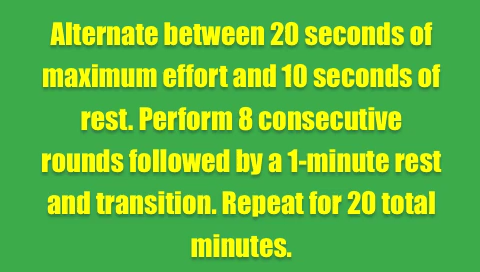 Alternate between 20 seconds of
maximum effort and 10 seconds of
rest. Perform 8 consecutive
rounds followed by a 1-minute rest
and transition. Repeat for 20 total
minutes.